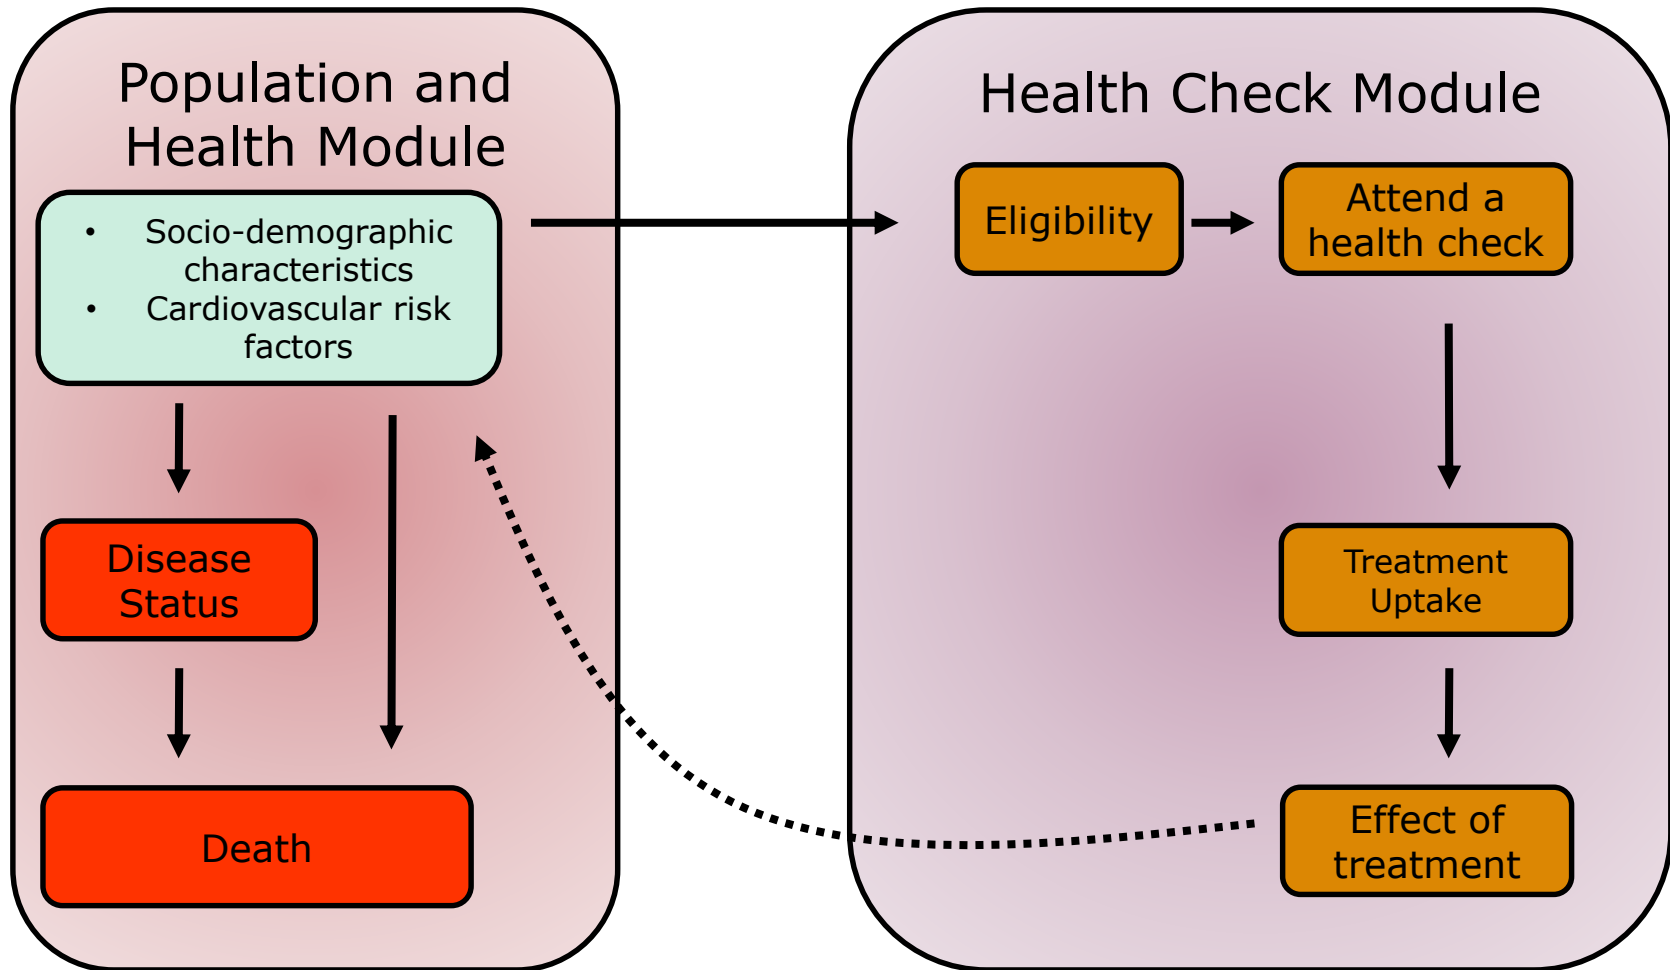 Population and
Health Module
• Socio-demographic
characteristics
• Cardiovascular risk
factors
Disease
Status
Death
Health Check Module
Eligibility
Attend a
health check
Treatment
Uptake
Effect of
treatment